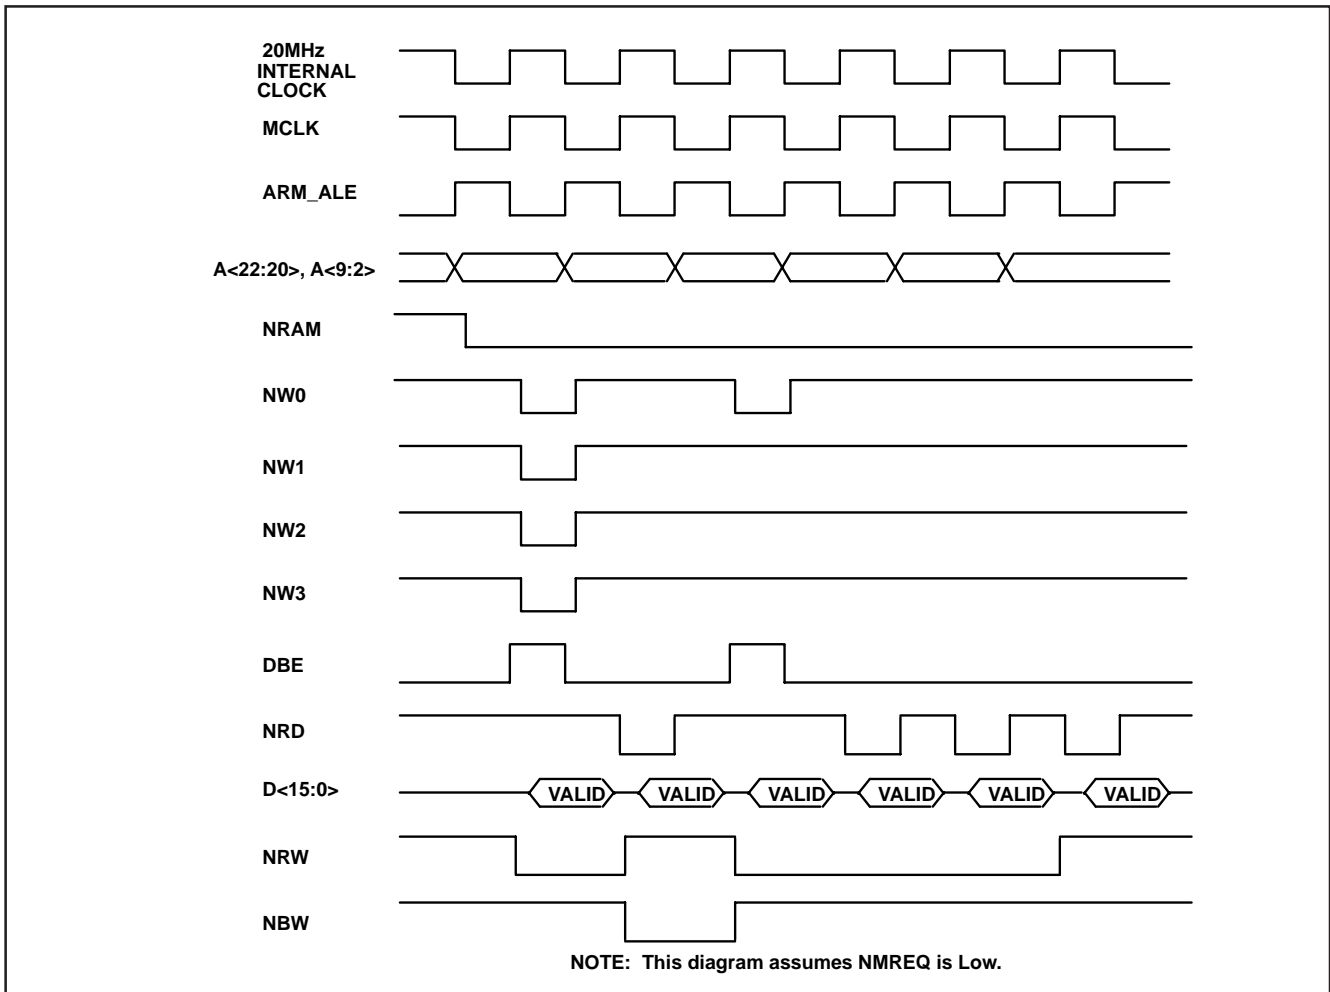 20MHz
INTERNAL
CLOCK
MCLK
ARM_ALE
A<22:20>, A<9:2>
NRAM
NW0
NW1
NW2
NW3
DBE
NRD
D<15:0>
VALID VALID VALID VALID VALID VALID
NRW
NBW
NOTE: This diagram assumes NMREQ is Low.